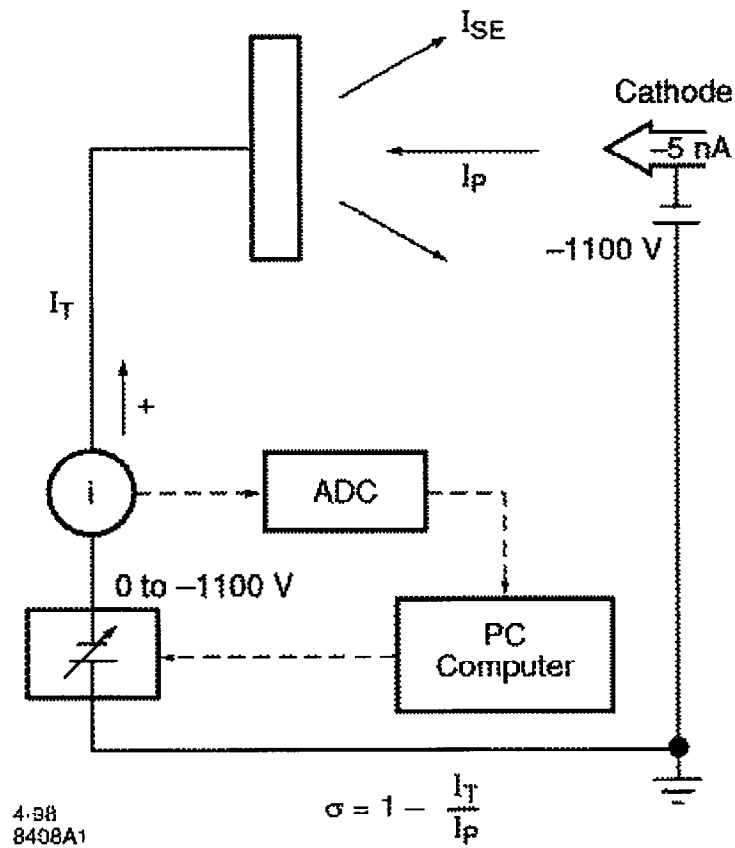 I_SE
Cathode
–5 nA
I_P
–1100 V
I_T
+
i
ADC
0 to –1100 V
PC
Computer
σ = 1 – I_T / I_P
4-98
8408A1